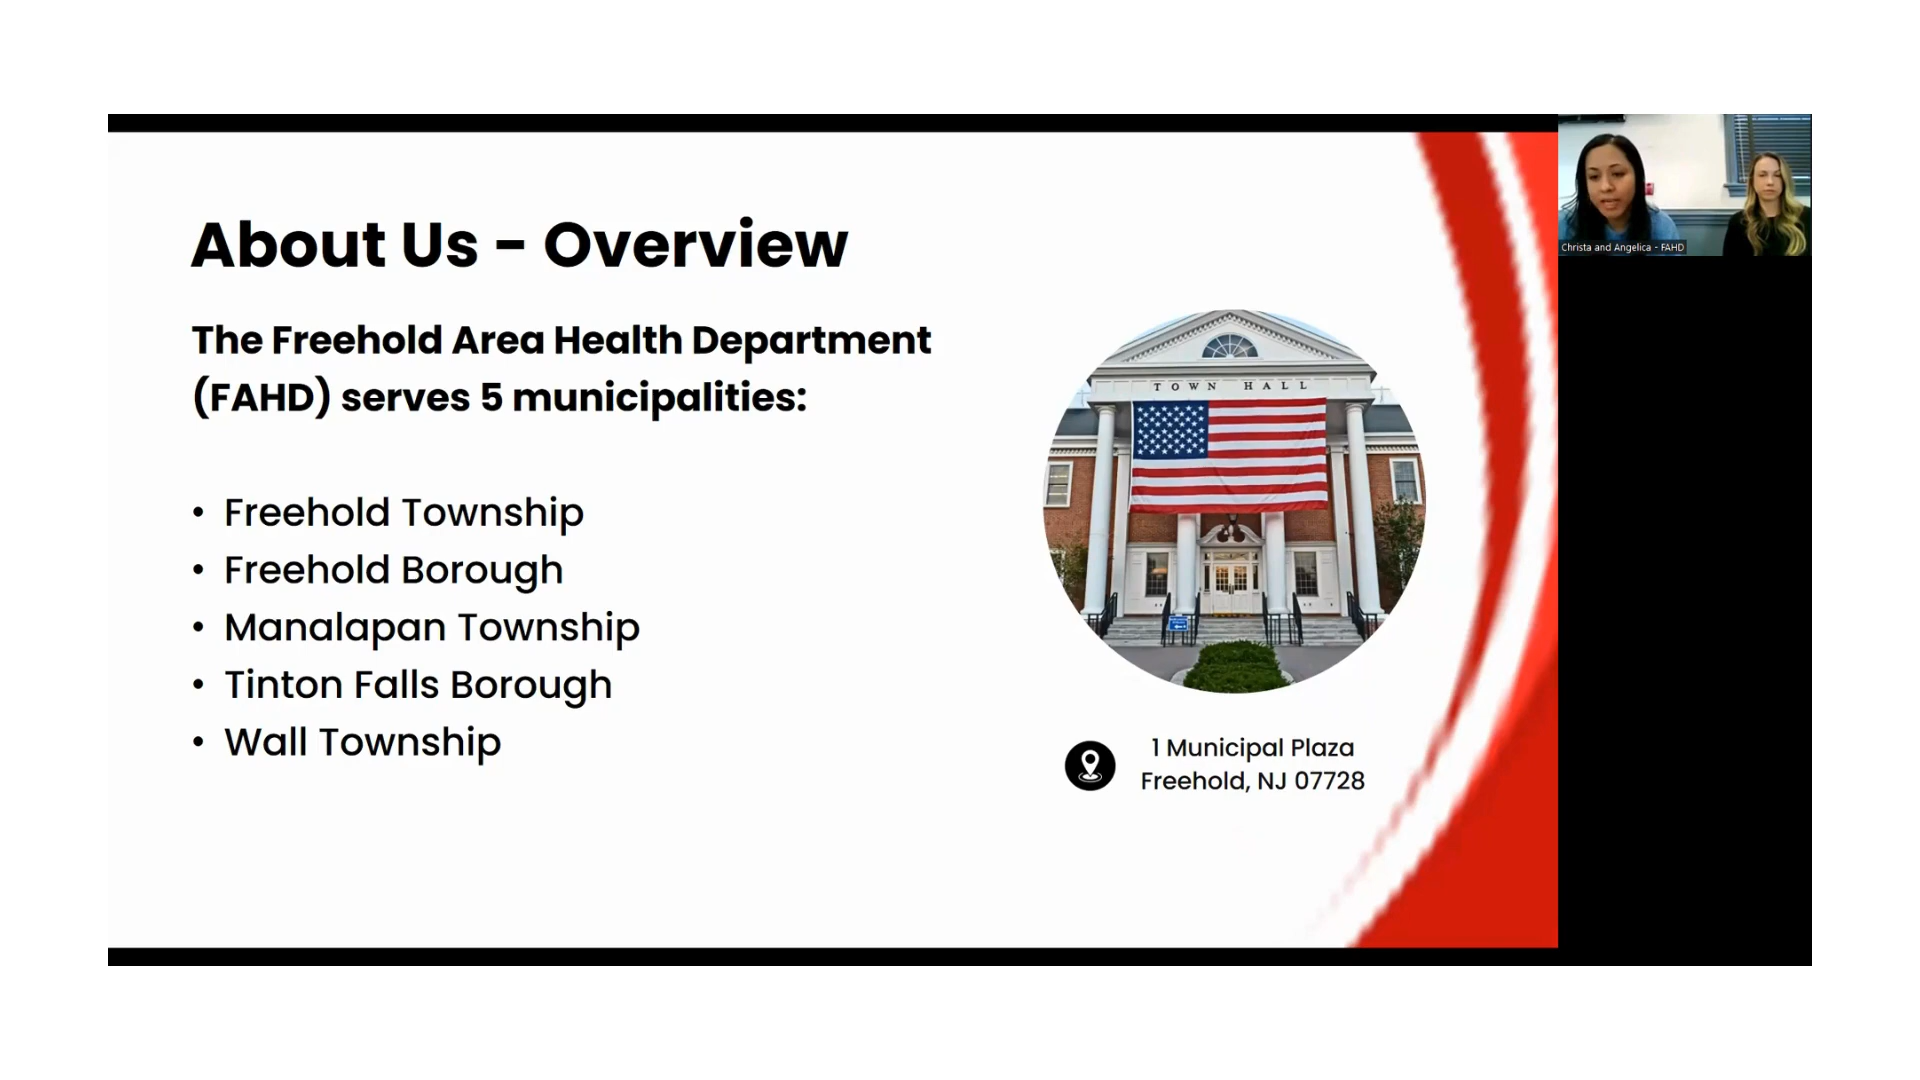 About Us - Overview
The Freehold Area Health Department
(FAHD) serves 5 municipalities:
• Freehold Township
• Freehold Borough
• Manalapan Township
• Tinton Falls Borough
• Wall Township
TOWN HALL
1 Municipal Plaza
Freehold, NJ 07728
Christa and Angelica - FAHD